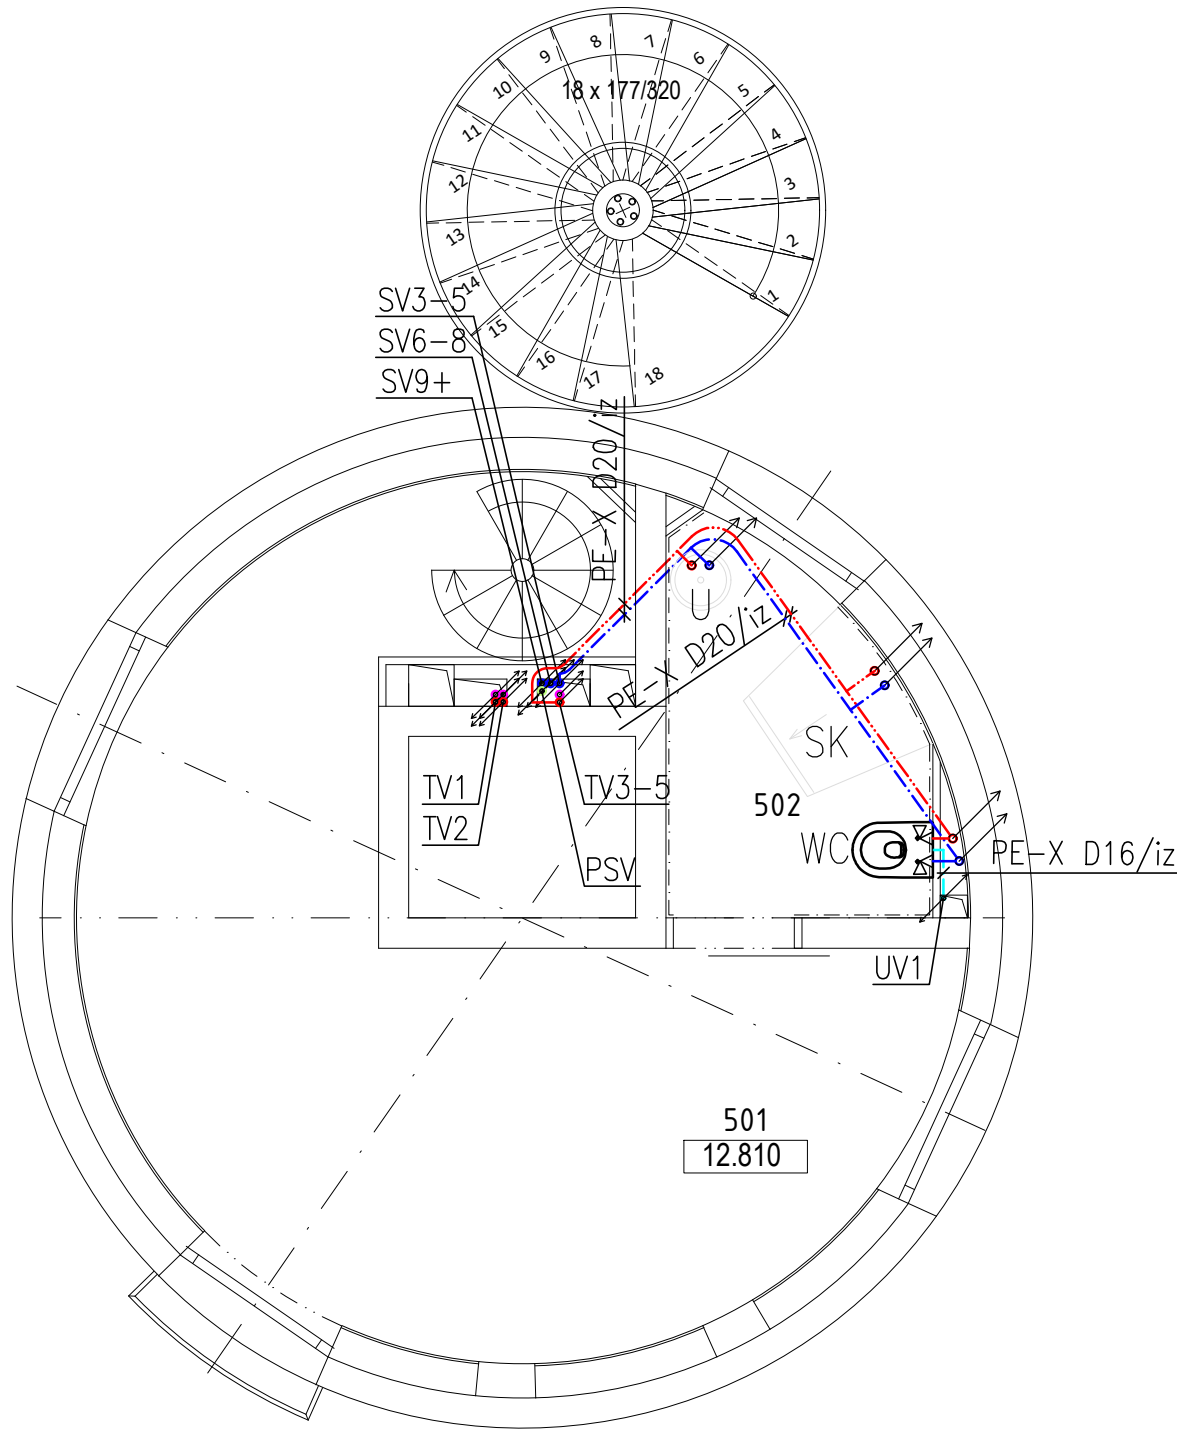 9
8
7
6
10
18 x 177/320
5
11
4
12
3
13
2
14
1
SV3-5
15
SV6-8
16
17
18
SV9+
PE-X D20/iz
U
PE-X D20/iz
SK
TV1
TV3-5
502
TV2
WC
PE-X D16/iz
PSV
UV1
501
12.810